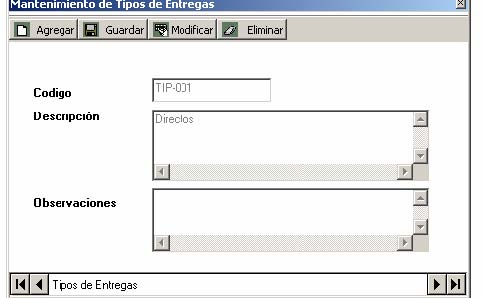 Mantenimiento de Tipos de Entregas
Agregar Guardar Modificar Eliminar
Codigo TIP-001
Descripción Directos
Observaciones
Tipos de Entregas